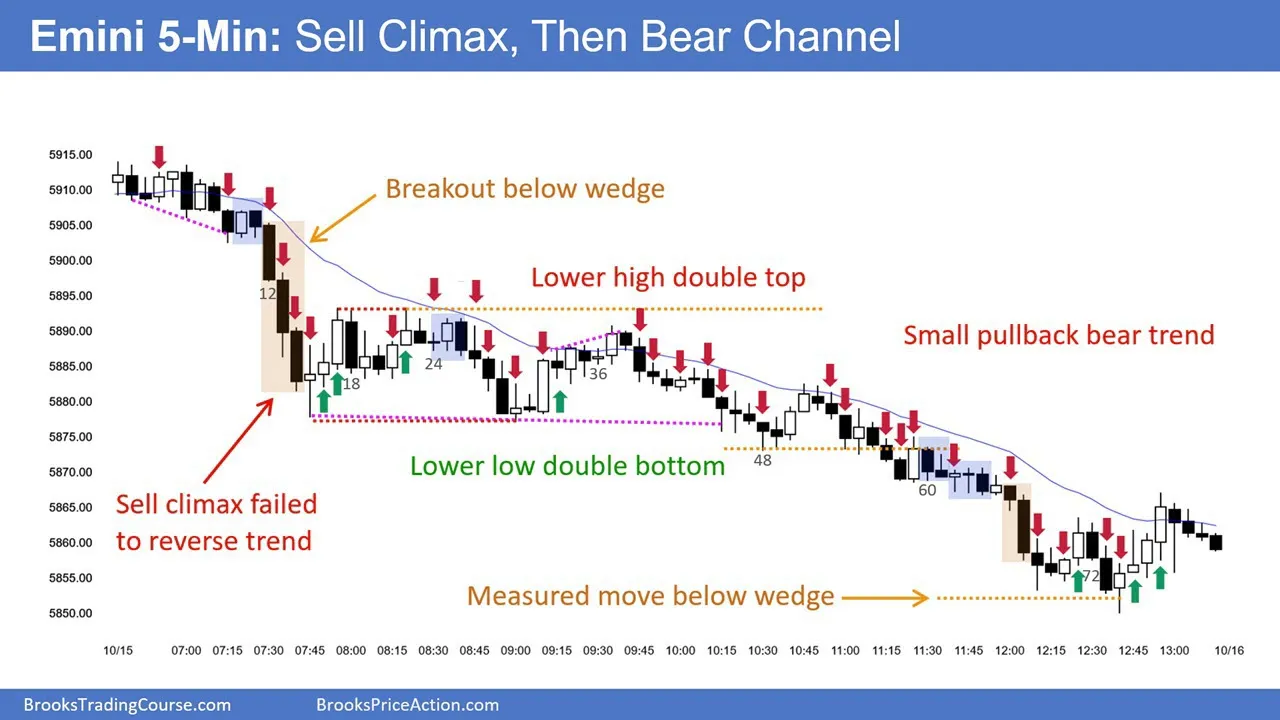 Emini 5-Min: Sell Climax, Then Bear Channel
5915.00
5910.00
5905.00
5900.00
5895.00
5890.00
5885.00
5880.00
5875.00
5870.00
5865.00
5860.00
5855.00
5850.00
Breakout below wedge
Lower high double top
Small pullback bear trend
12
18
24
36
48
60
72
Lower low double bottom
Sell climax failed
to reverse trend
Measured move below wedge
10/15 07:00 07:15 07:30 07:45 08:00 08:15 08:30 08:45 09:00 09:15 09:30 09:45 10:00 10:15 10:30 10:45 11:00 11:15 11:30 11:45 12:00 12:15 12:30 12:45 13:00 10/16
BrooksTradingCourse.com BrooksPriceAction.com